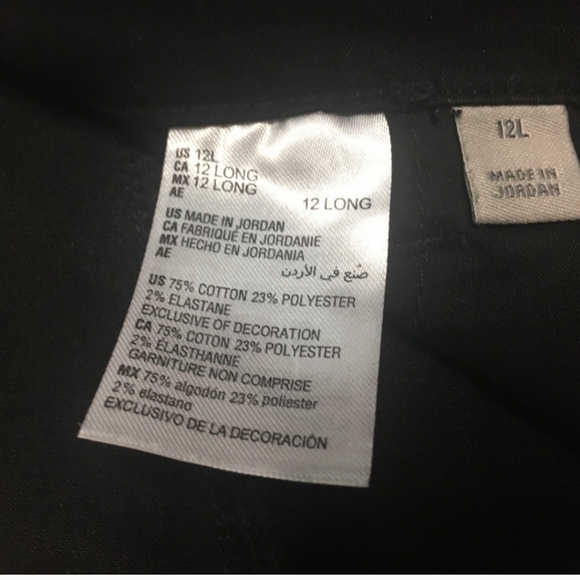 US 12L
CA 12 LONG
MX 12 LONG
AE 12 LONG
US MADE IN JORDAN
CA FABRIQUÉ EN JORDANIE
MX HECHO EN JORDANIA
AE
صُنع في الأردن
US 75% COTTON 23% POLYESTER
2% ELASTANE
EXCLUSIVE OF DECORATION
CA 75% COTON 23% POLYESTER
2% ÉLASTHANNE
GARNITURE NON COMPRISE
MX 75% algodón 23% poliester
2% elastano
EXCLUSIVO DE LA DECORACIÓN
12L
MADE IN
JORDAN